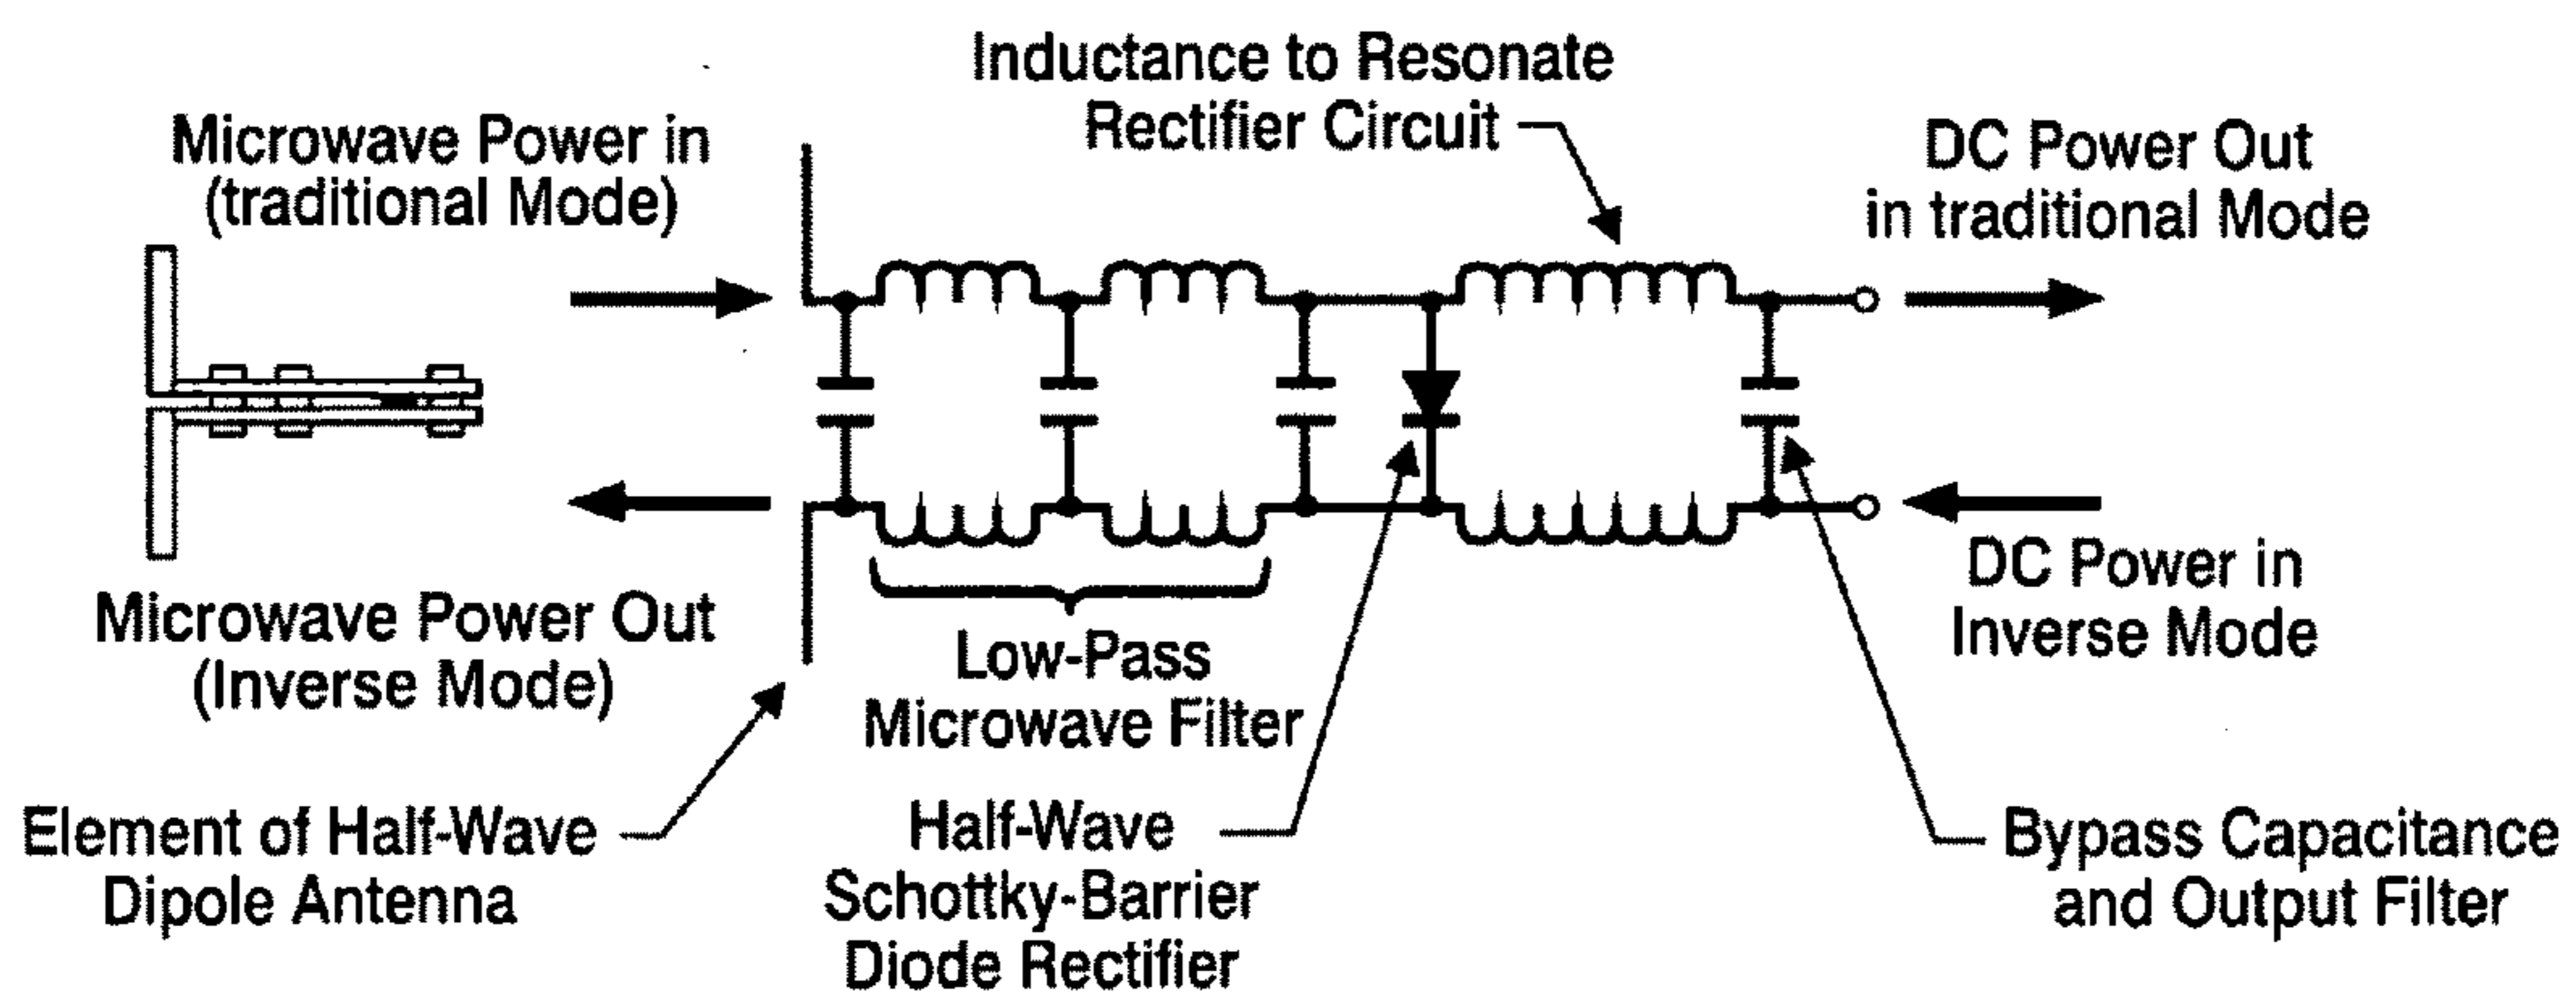 Inductance to Resonate
Rectifier Circuit
Microwave Power in
(traditional Mode)
DC Power Out
in traditional Mode
Microwave Power Out
(Inverse Mode)
DC Power in
Inverse Mode
Low-Pass
Microwave Filter
Element of Half-Wave
Dipole Antenna
Half-Wave
Schottky-Barrier
Diode Rectifier
Bypass Capacitance
and Output Filter